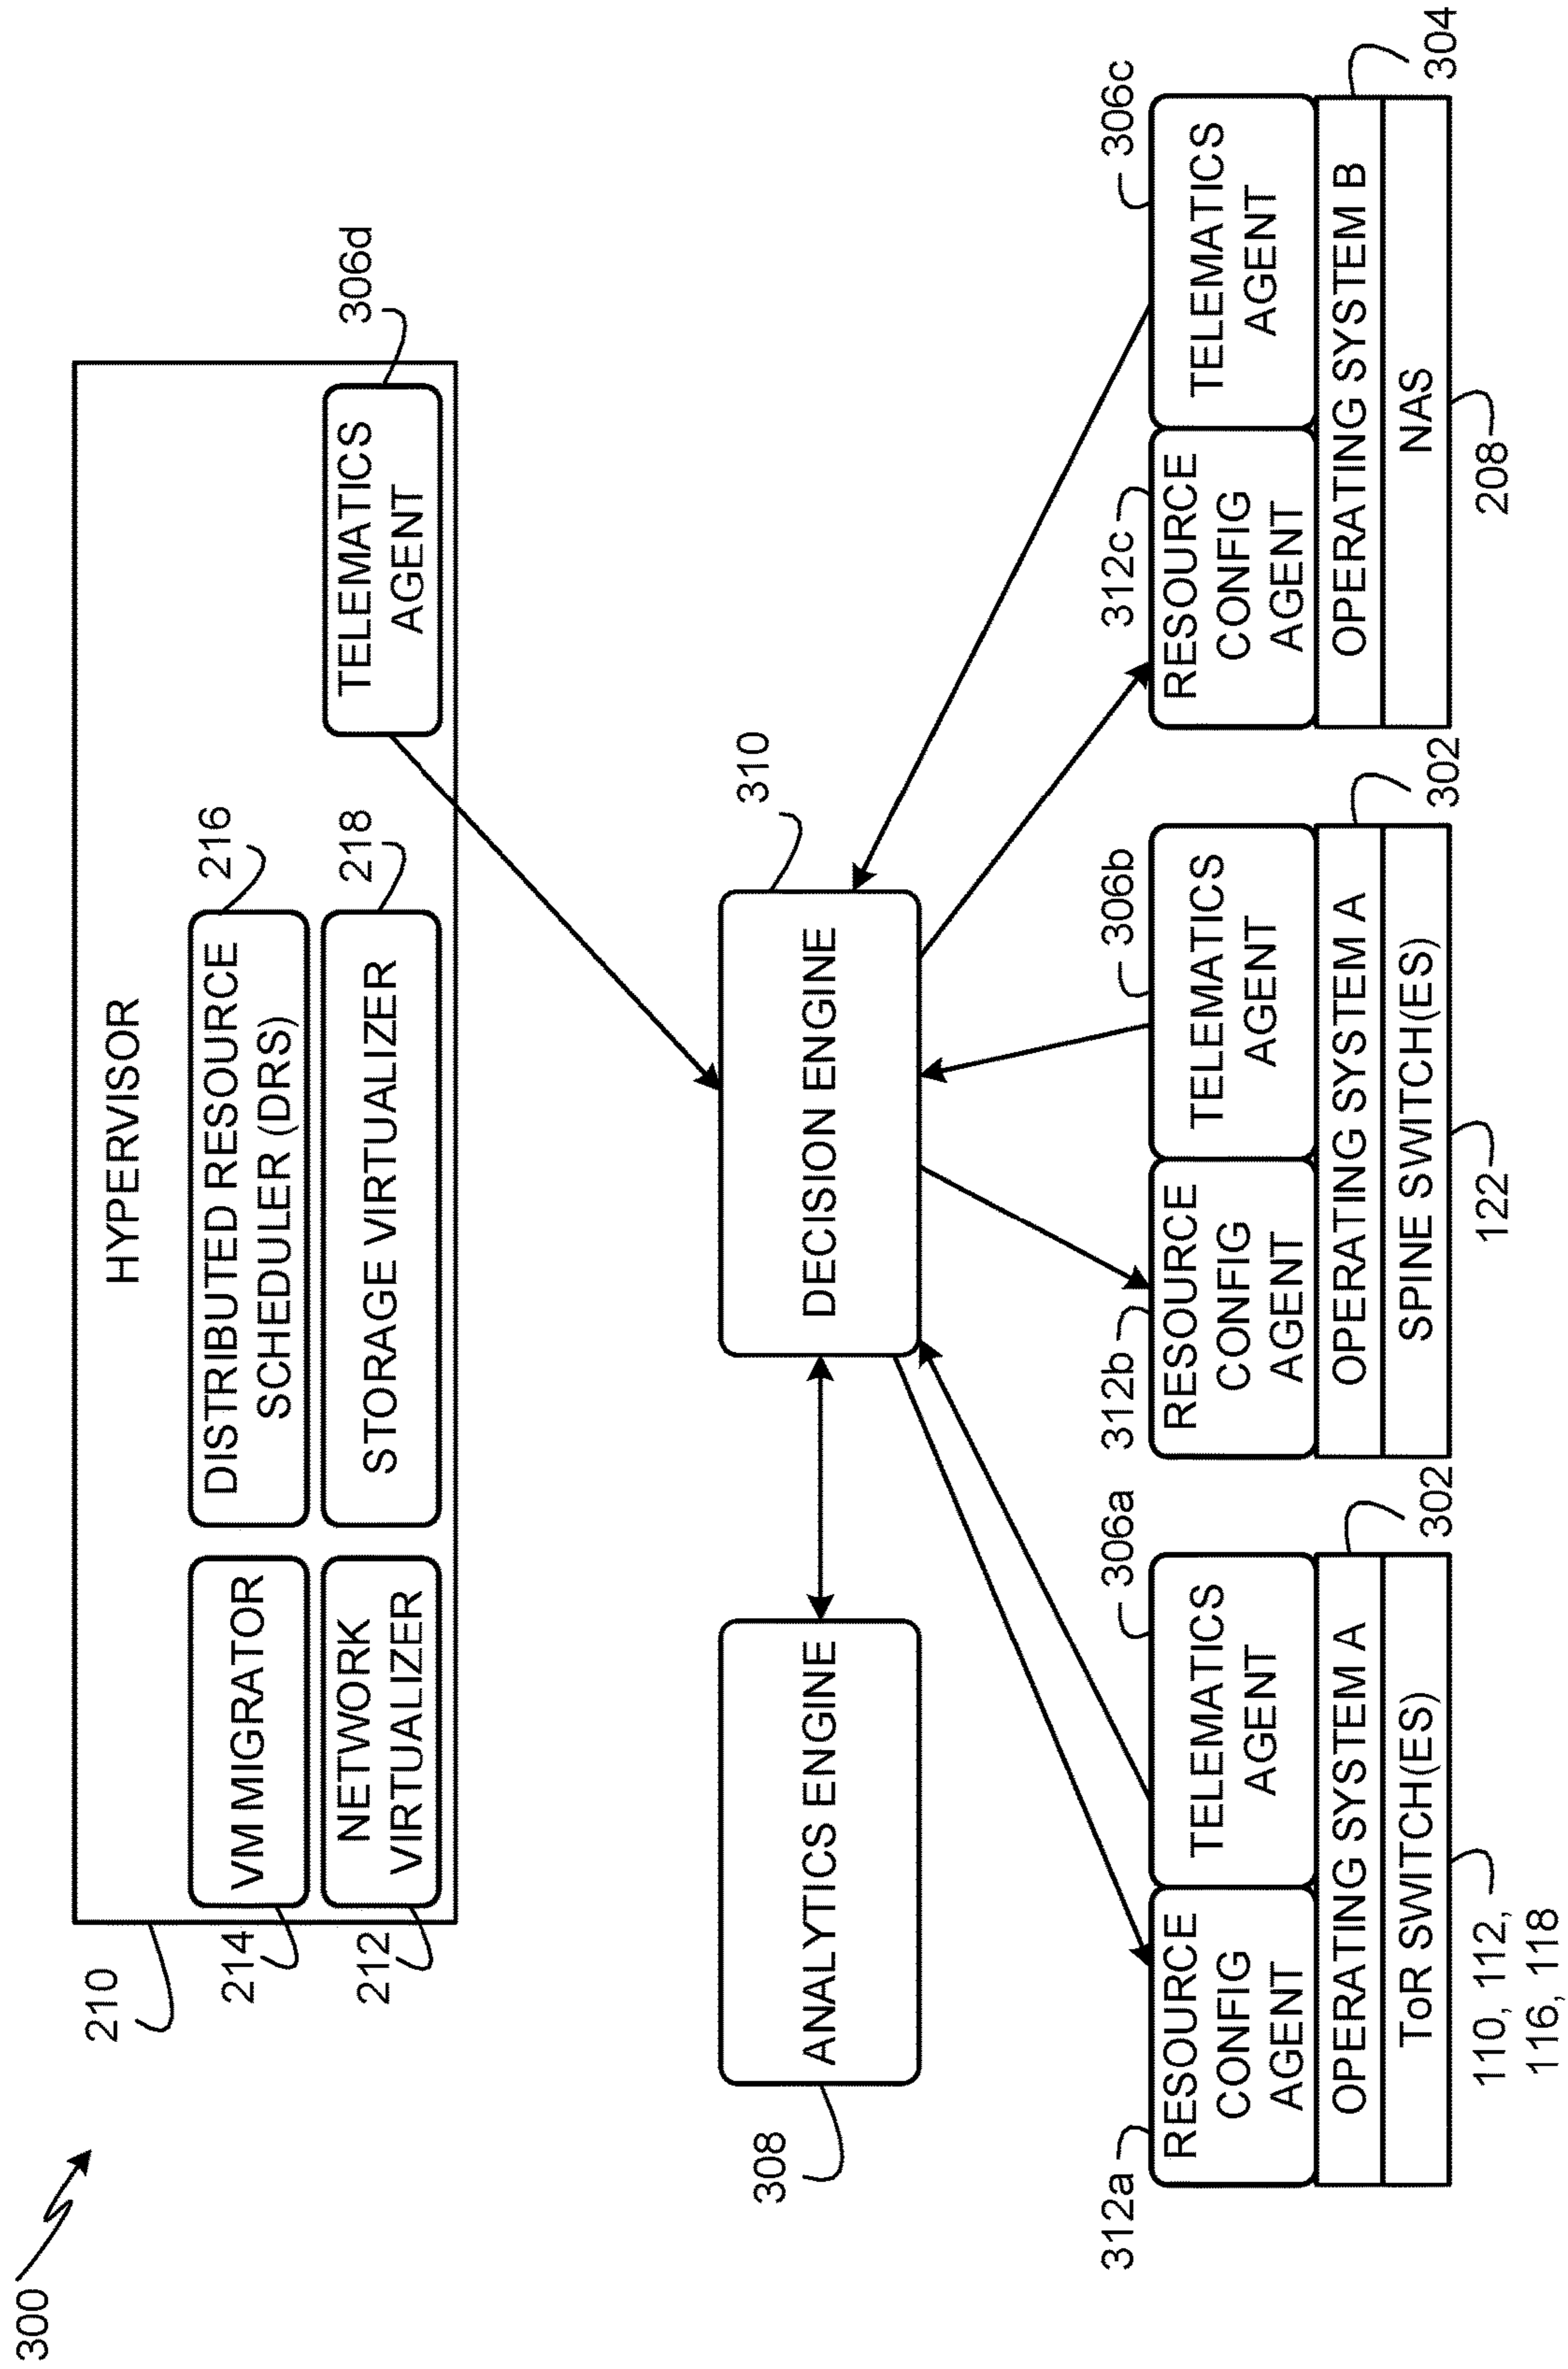 300
210
HYPERVISOR
214
VM MIGRATOR
DISTRIBUTED RESOURCE
SCHEDULER (DRS)
216
212
NETWORK
VIRTUALIZER
STORAGE VIRTUALIZER
218
TELEMATICS
AGENT
306d
308
ANALYTICS ENGINE
DECISION ENGINE
310
312a
RESOURCE
CONFIG
AGENT
TELEMATICS
AGENT
306a
OPERATING SYSTEM A
302
ToR SWITCH(ES)
110, 112,
116, 118
312b
RESOURCE
CONFIG
AGENT
TELEMATICS
AGENT
306b
OPERATING SYSTEM A
302
SPINE SWITCH(ES)
122
312c
RESOURCE
CONFIG
AGENT
TELEMATICS
AGENT
306c
OPERATING SYSTEM B
304
NAS
208